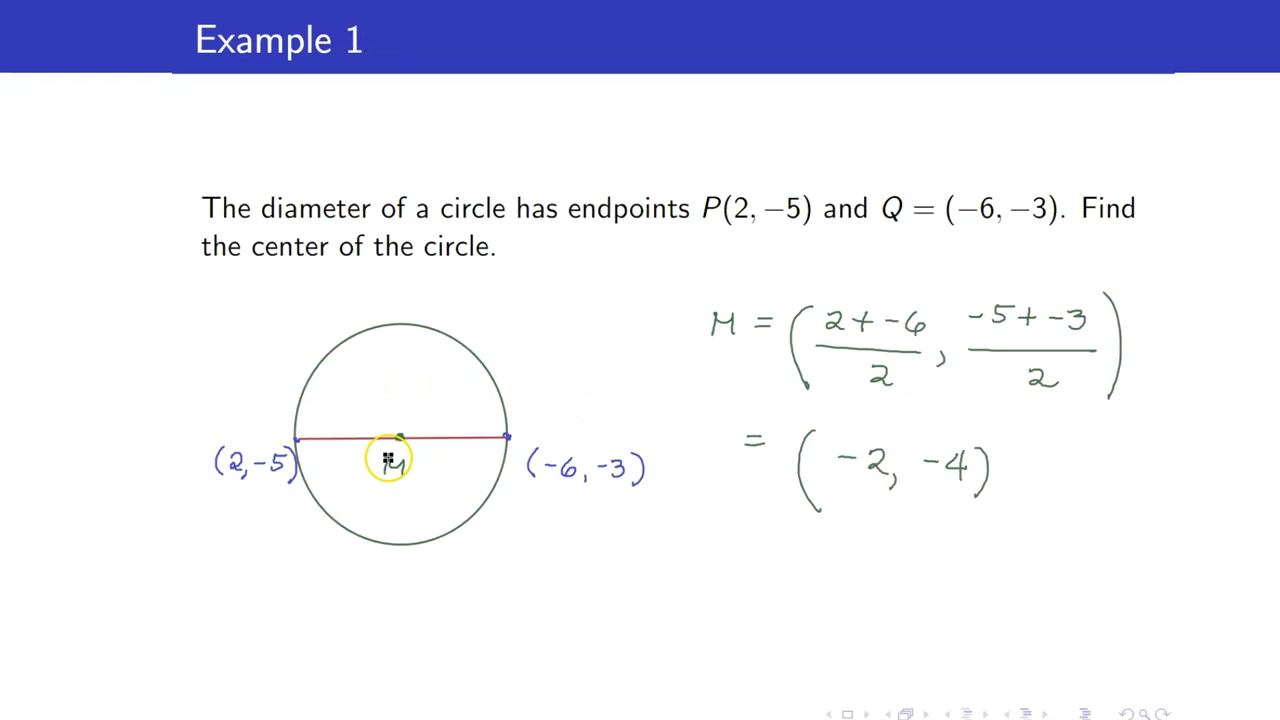 Example 1
The diameter of a circle has endpoints P(2, −5) and Q = (−6, −3). Find
the center of the circle.
M = (2+-6/2, -5+-3/2)
= (-2, -4)
(2,-5)
M
(-6,-3)